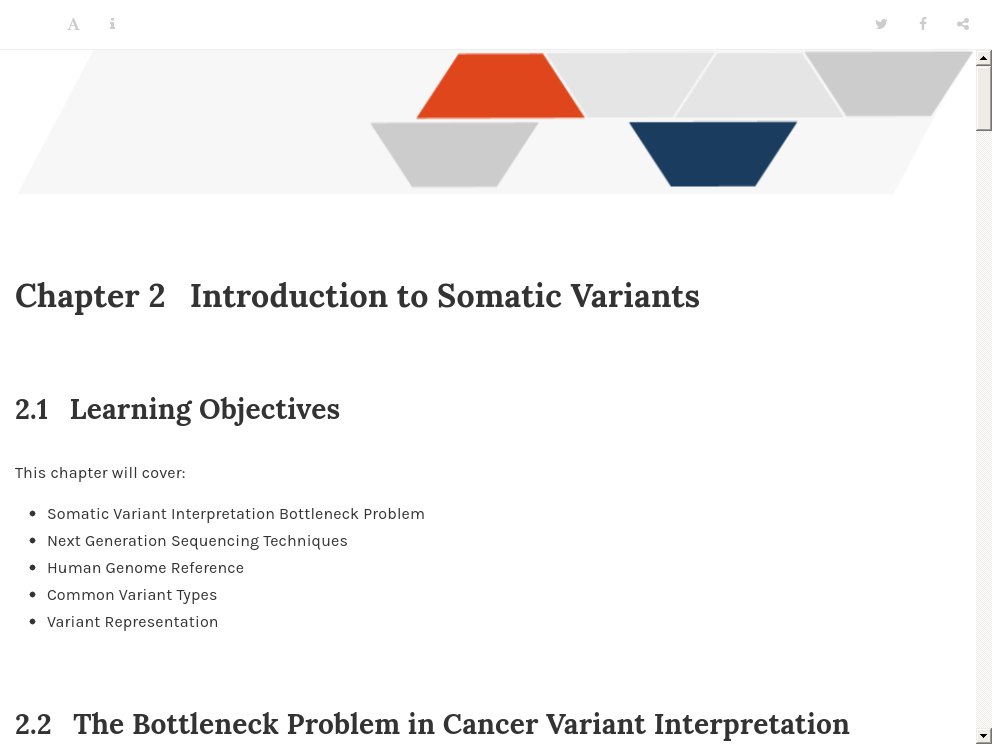 Chapter 2 Introduction to Somatic Variants
2.1 Learning Objectives
This chapter will cover:
Somatic Variant Interpretation Bottleneck Problem
Next Generation Sequencing Techniques
Human Genome Reference
Common Variant Types
Variant Representation
2.2 The Bottleneck Problem in Cancer Variant Interpretation